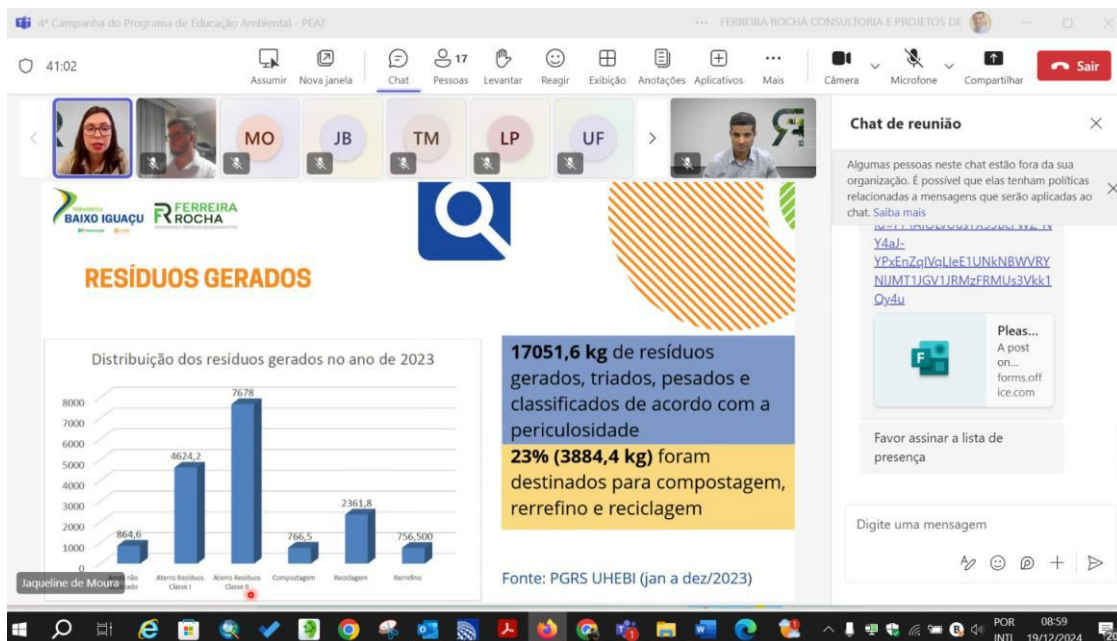 4ª Campanha do Programa de Educação Ambiental - PEAT
FERREIRA ROCHA CONSULTORIA E PROJETOS DE
41:02
Assumir
Nova janela
Chat
17
Pessoas
Levantar
Reagir
Exibição
Anotações
Aplicativos
Mais
Câmera
Microfone
Compartilhar
Sair
MO
JB
TM
LP
UF
BAIXO IGUAÇU
FERREIRA
ROCHA
RESÍDUOS GERADOS
Distribuição dos resíduos gerados no ano de 2023
8000
7000
6000
5000
4000
3000
2000
1000
0
864,6
4624,2
7678
766,5
2361,8
756,500
não
Aterro Resíduos
Classe I
Aterro Resíduos
Classe II
Compostagem
Reciclagem
Rerrefino
Jaqueline de Moura
17051,6 kg de resíduos
gerados, triados, pesados e
classificados de acordo com a
periculosidade
23% (3884,4 kg) foram
destinados para compostagem,
rerrefino e reciclagem
Fonte: PGRS UHEBI (jan a dez/2023)
Chat de reunião
Algumas pessoas neste chat estão fora da sua
organização. É possível que elas tenham políticas
relacionadas a mensagens que serão aplicadas ao
chat. Saiba mais
Y4aJ-
YPxEnZqlVqLIeE1UNkNBWVRY
NlJMT1JGV1JRMzFRMUs3Vkk1
Qy4u
Pleas...
A post
on...
forms.off
ice.com
Favor assinar a lista de
presença
Digite uma mensagem
POR
INTL
08:59
19/12/2024